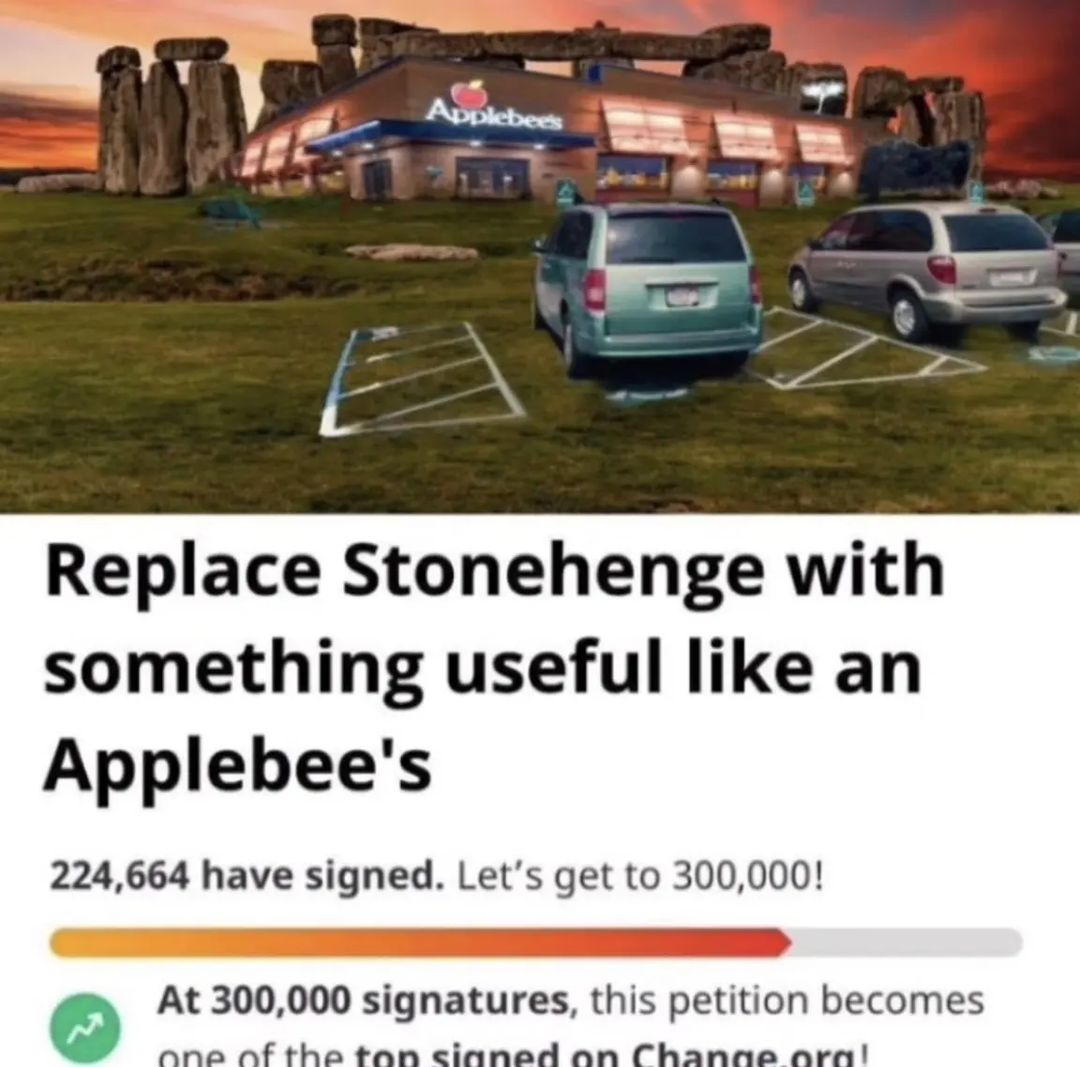 Applebee's
Replace Stonehenge with
something useful like an
Applebee's
224,664 have signed. Let's get to 300,000!
At 300,000 signatures, this petition becomes
one of the top signed on Change.org!